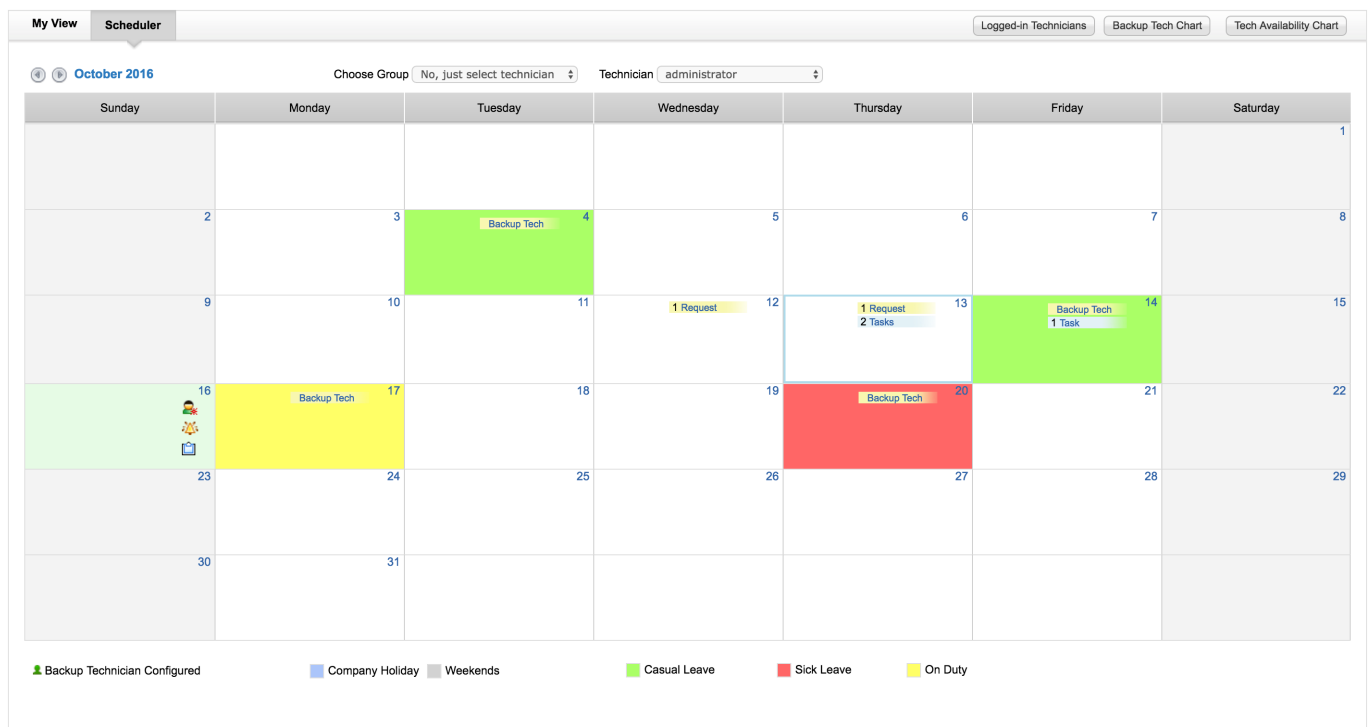 My View Scheduler Logged-in Technicians Backup Tech Chart Tech Availability Chart
October 2016 Choose Group No, just select technician Technician administrator
Sunday Monday Tuesday Wednesday Thursday Friday Saturday
1
2 3 4 5 6 7 8
Backup Tech
9 10 11 12 13 14 15
1 Request 1 Request Backup Tech
2 Tasks 1 Task
16 17 18 19 20 21 22
Backup Tech Backup Tech
23 24 25 26 27 28 29
30 31
Backup Technician Configured Company Holiday Weekends Casual Leave Sick Leave On Duty